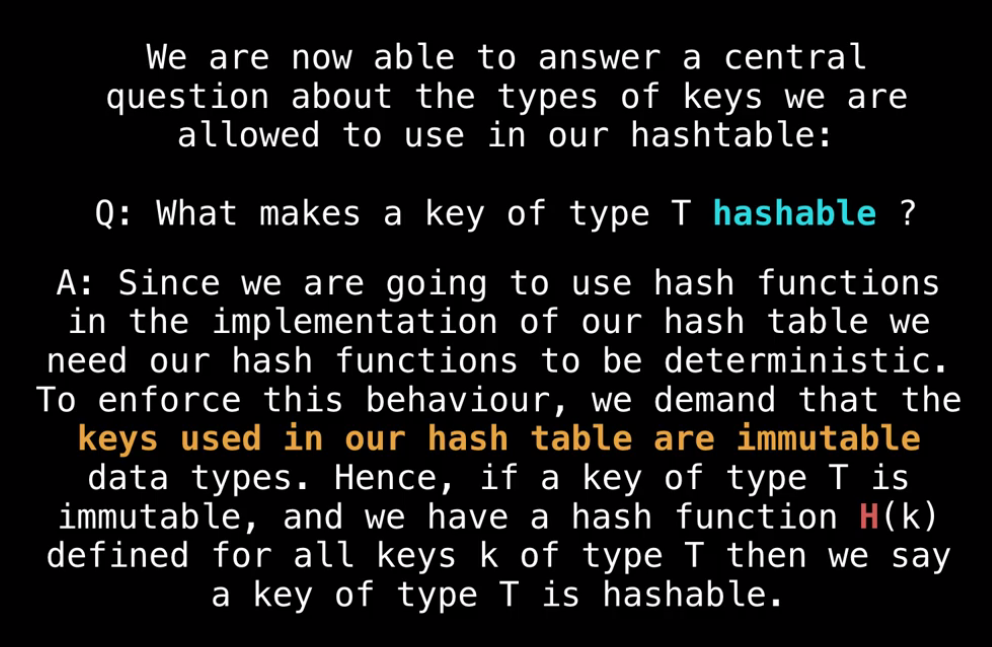 We are now able to answer a central
question about the types of keys we are
allowed to use in our hashtable:
Q: What makes a key of type T hashable ?
A: Since we are going to use hash functions
in the implementation of our hash table we
need our hash functions to be deterministic.
To enforce this behaviour, we demand that the
keys used in our hash table are immutable
data types. Hence, if a key of type T is
immutable, and we have a hash function H(k)
defined for all keys k of type T then we say
a key of type T is hashable.